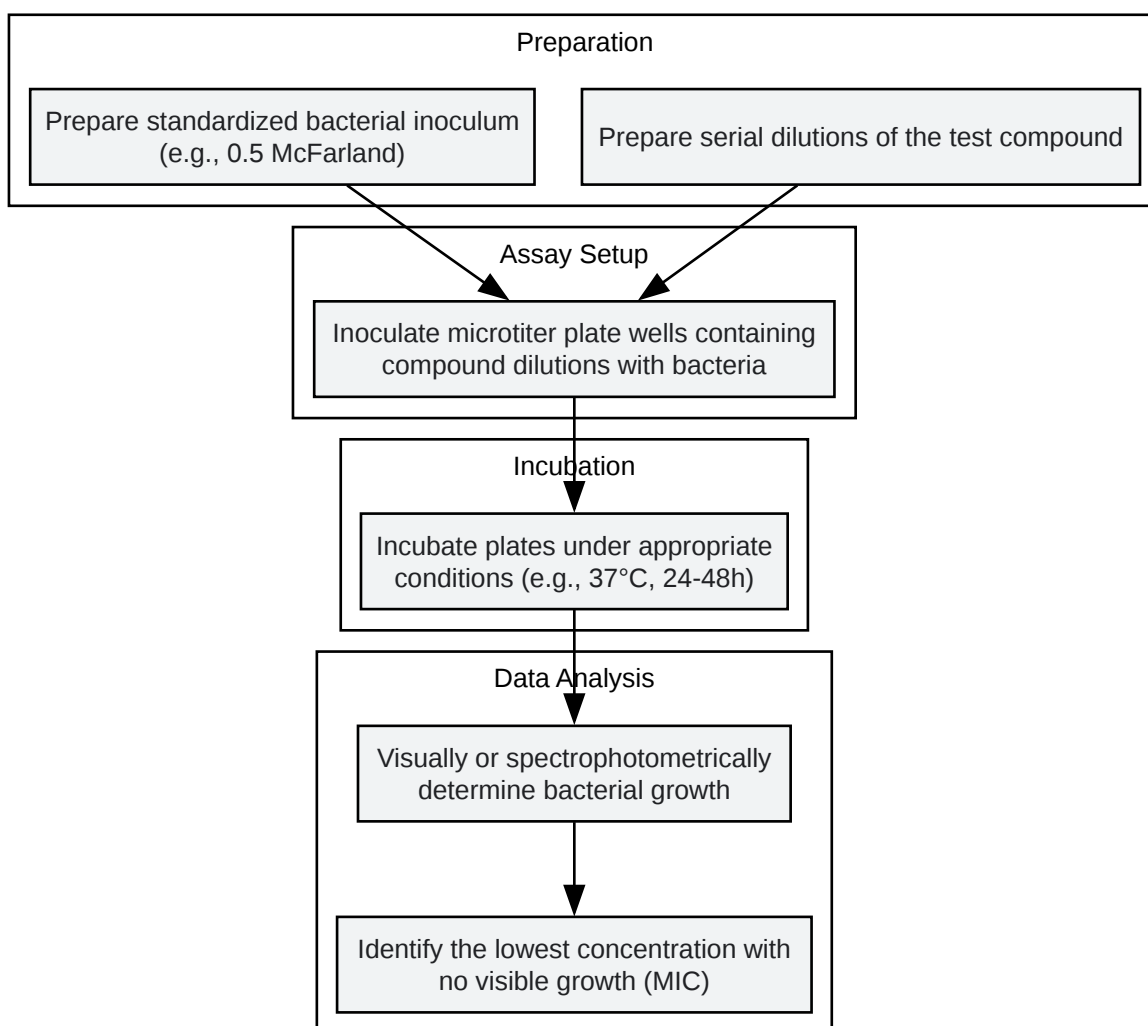 Preparation
Prepare standardized bacterial inoculum
(e.g., 0.5 McFarland)
Prepare serial dilutions of the test compound
Assay Setup
Inoculate microtiter plate wells containing
compound dilutions with bacteria
Incubation
Incubate plates under appropriate
conditions (e.g., 37°C, 24-48h)
Data Analysis
Visually or spectrophotometrically
determine bacterial growth
Identify the lowest concentration with
no visible growth (MIC)